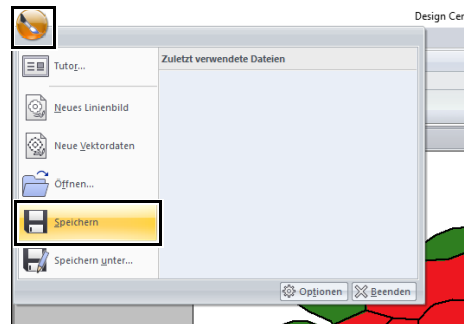 Design Cen
Tutor...
Zuletzt verwendete Dateien
Neues Linienbild
Neue Vektordaten
Öffnen...
Speichern
Speichern unter...
Optionen
Beenden